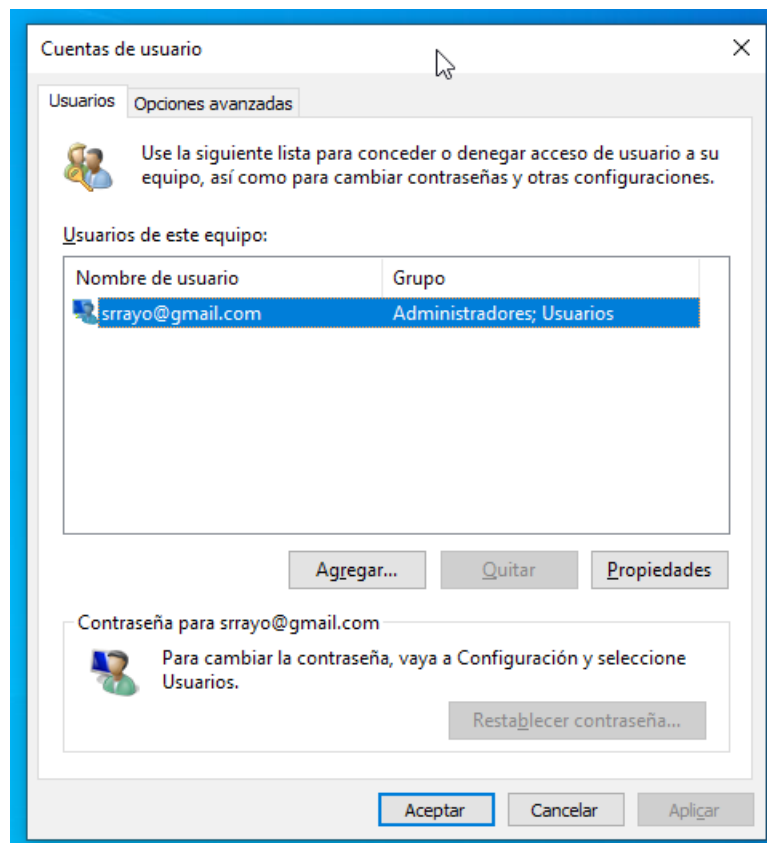 Cuentas de usuario
Usuarios
Opciones avanzadas
Use la siguiente lista para conceder o denegar acceso de usuario a su
equipo, así como para cambiar contraseñas y otras configuraciones.
Usuarios de este equipo:
Nombre de usuario Grupo
srrayo@gmail.com Administradores; Usuarios
Agregar... Quitar Propiedades
Contraseña para srrayo@gmail.com
Para cambiar la contraseña, vaya a Configuración y seleccione
Usuarios.
Restablecer contraseña...
Aceptar Cancelar Aplicar